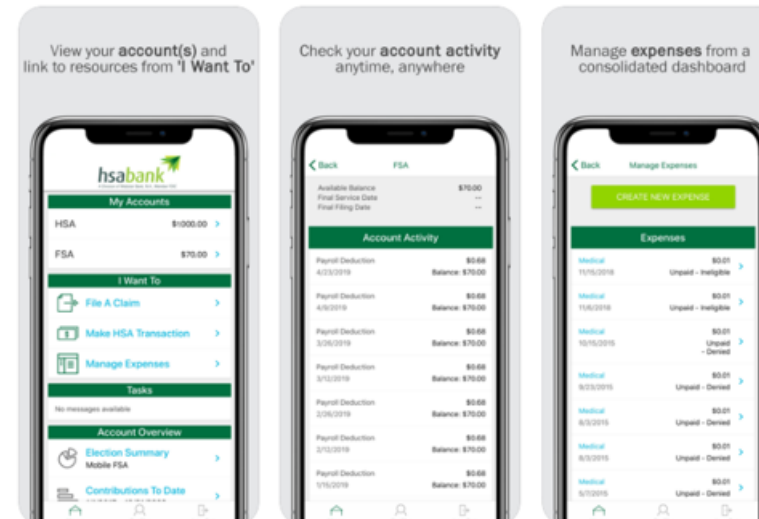 View your account(s) and
link to resources from 'I Want To'
hsabank
My Accounts
HSA $1000.00
FSA $70.00
I Want To
File A Claim
Make HSA Transaction
Manage Expenses
Tasks
No messages available
Account Overview
Election Summary
Mobile FSA
Contributions To Date
Check your account activity
anytime, anywhere
Back FSA
Available Balance $70.00
Final Service Date --
Final Filing Date --
Account Activity
Payroll Deduction $0.68
4/23/2019 Balance: $70.00
Payroll Deduction $0.68
4/9/2019 Balance: $70.00
Payroll Deduction $0.68
3/26/2019 Balance: $70.00
Payroll Deduction $0.68
3/12/2019 Balance: $70.00
Payroll Deduction $0.68
2/26/2019 Balance: $70.00
Payroll Deduction $0.68
2/12/2019 Balance: $70.00
Payroll Deduction $0.68
1/15/2019 Balance: $70.00
Manage expenses from a
consolidated dashboard
Back Manage Expenses
CREATE NEW EXPENSE
Expenses
Medical $0.01
11/15/2018 Unpaid - Ineligible
Medical $0.01
11/6/2018 Unpaid - Ineligible
Medical $0.01
10/15/2015 Unpaid
- Denied
Medical $0.01
9/23/2015 Unpaid - Denied
Medical $0.01
8/3/2015 Unpaid - Denied
Medical $0.01
8/3/2015 Unpaid - Denied
Medical $0.01
5/7/2015 Unpaid - Denied